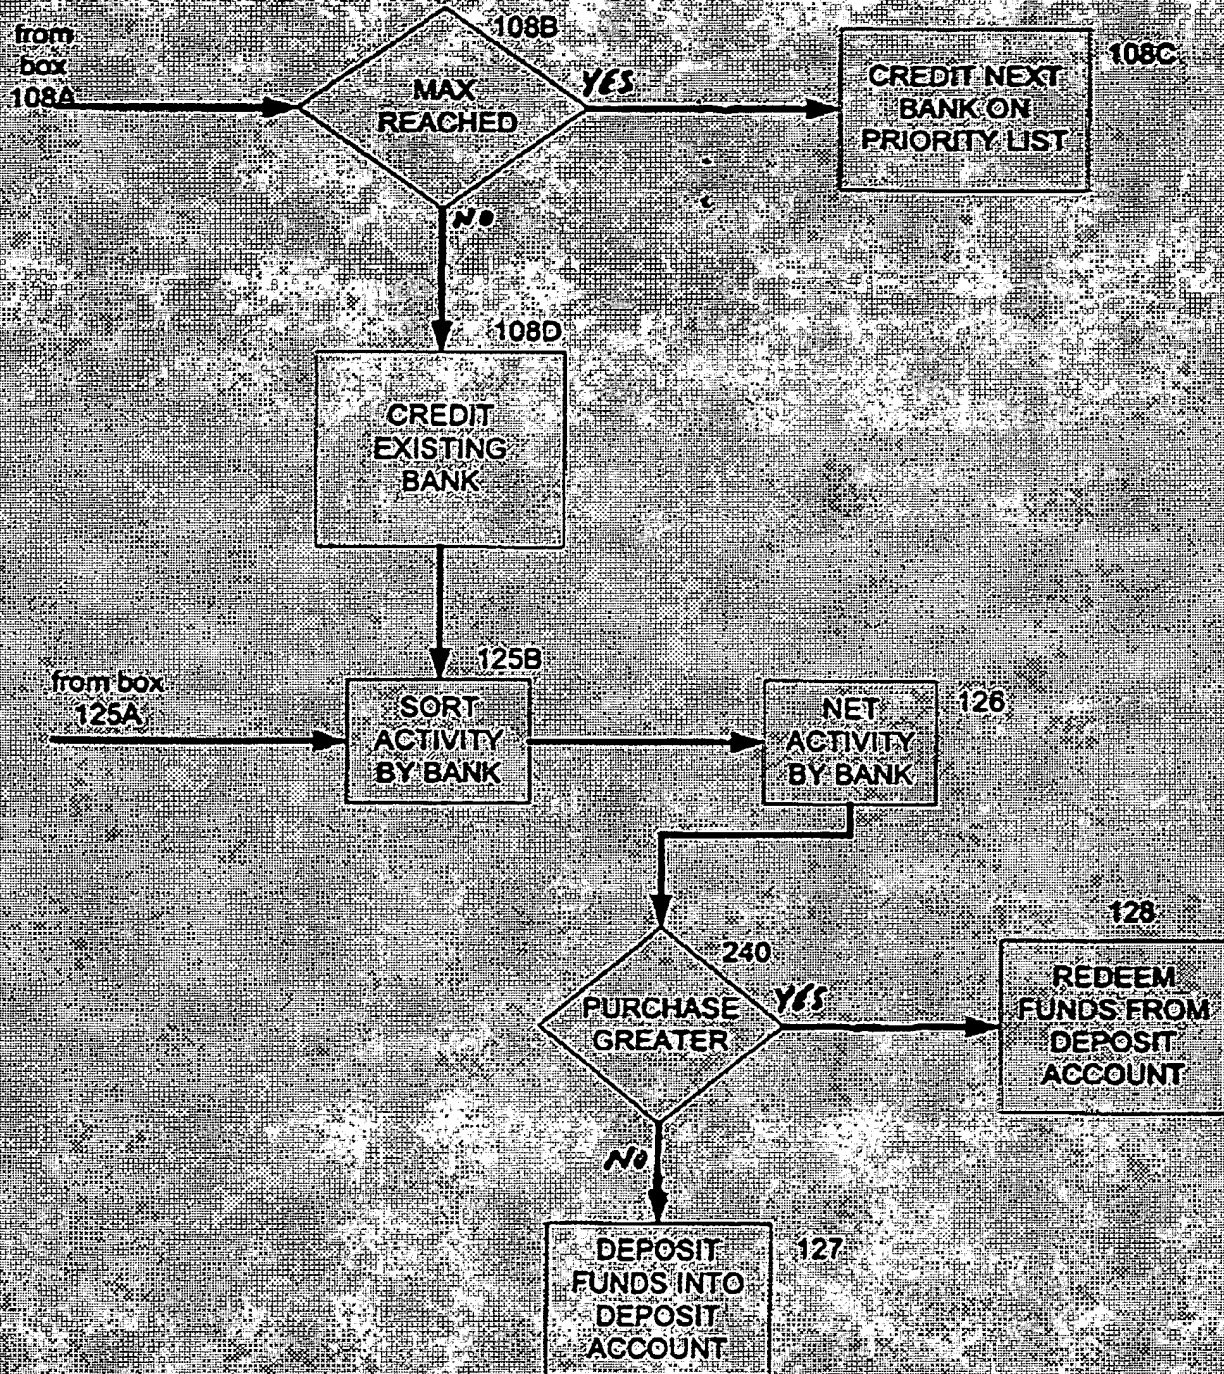 from
box
108A
108B
MAX
REACHED
YES
108C
CREDIT NEXT
BANK ON
PRIORITY LIST
NO
108D
CREDIT
EXISTING
BANK
from box
125A
125B
SORT
ACTIVITY
BY BANK
NET
ACTIVITY
BY BANK
126
240
PURCHASE
GREATER
YES
128
REDEEM
FUNDS FROM
DEPOSIT
ACCOUNT
NO
127
DEPOSIT
FUNDS INTO
DEPOSIT
ACCOUNT